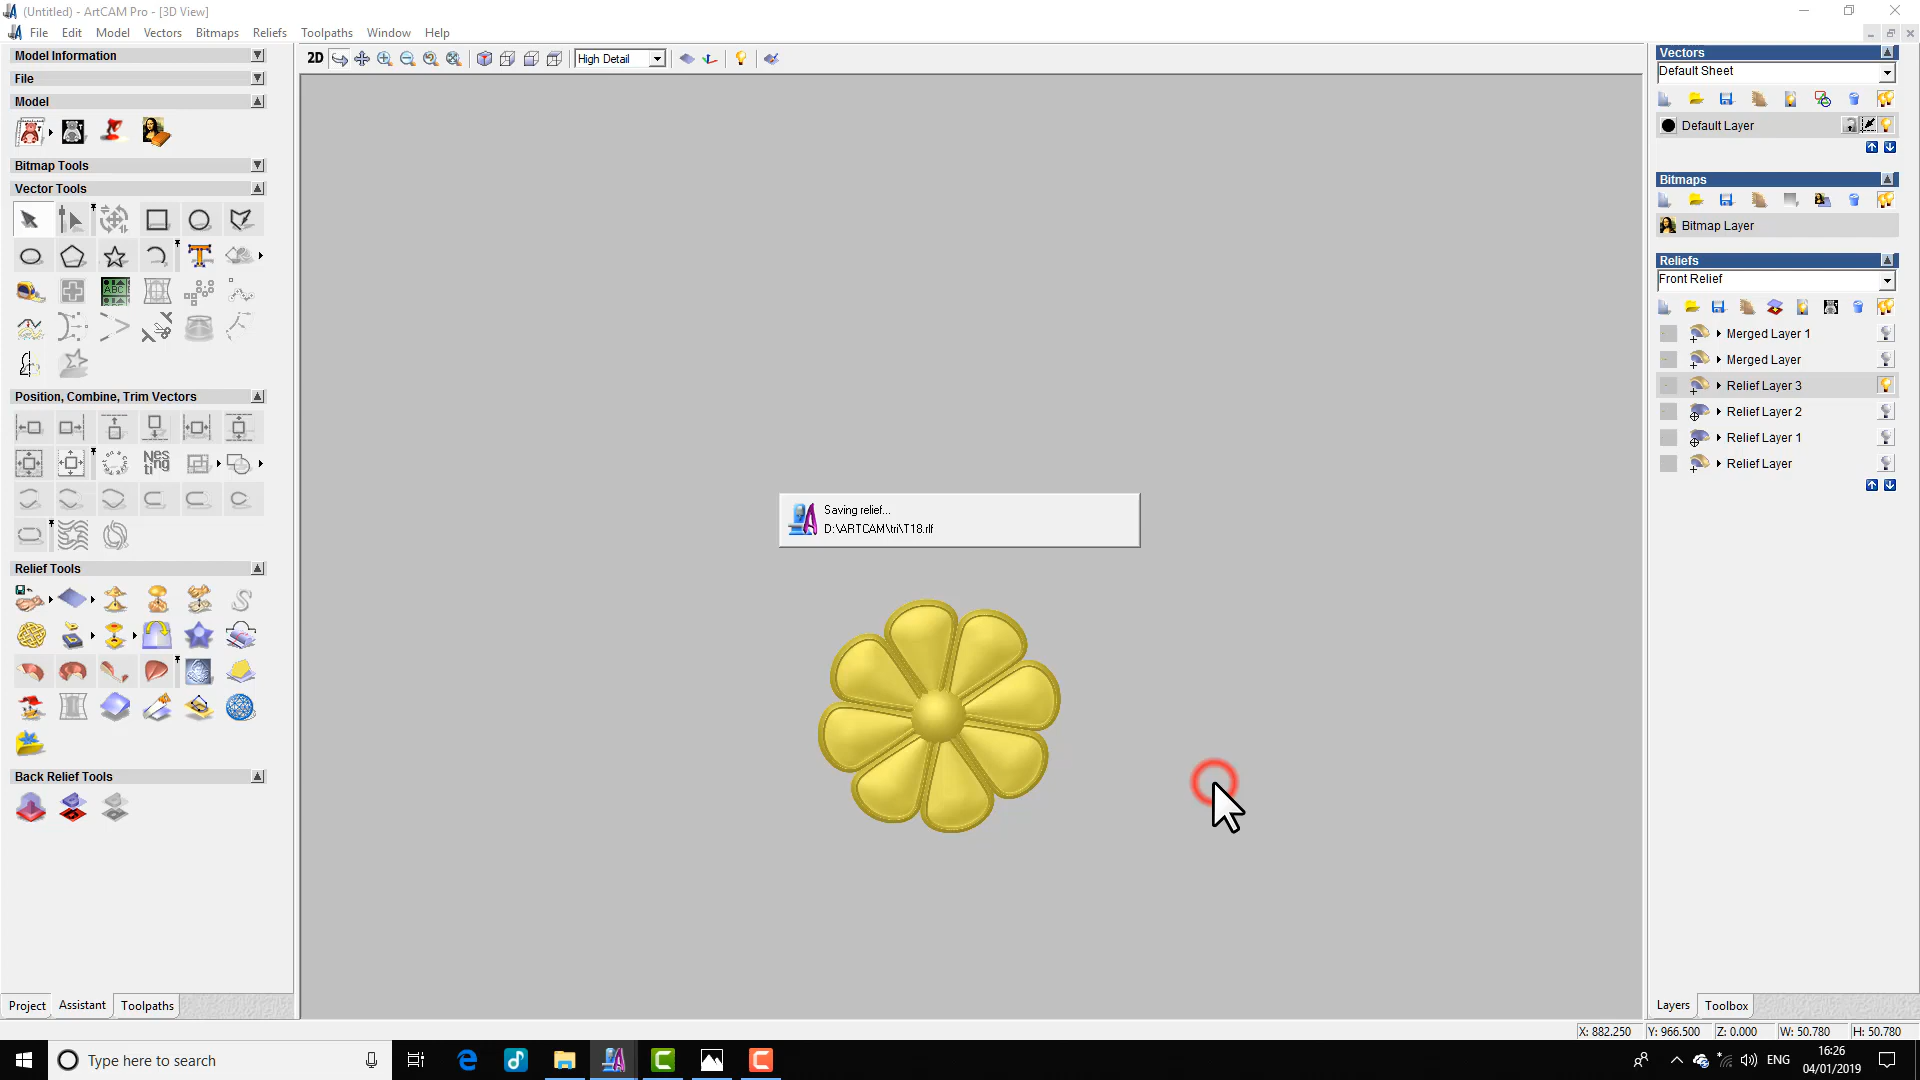 (Untitled) - ArtCAM Pro - [3D View]
File Edit Model Vectors Bitmaps Reliefs Toolpaths Window Help
Model Information
File
Model
Bitmap Tools
Vector Tools
ABC
Position, Combine, Trim Vectors
Nes
ting
Relief Tools
Back Relief Tools
Project Assistant Toolpaths
2D High Detail
Saving relief...
D:\ARTCAM\tri\T18.rlf
Vectors
Default Sheet
Default Layer
Bitmaps
Bitmap Layer
Reliefs
Front Relief
Merged Layer 1
Merged Layer
Relief Layer 3
Relief Layer 2
Relief Layer 1
Relief Layer
Layers Toolbox
X: 882.250 Y: 966.500 Z: 0.000 W: 50.780 H: 50.780
Type here to search
ENG
16:26
04/01/2019